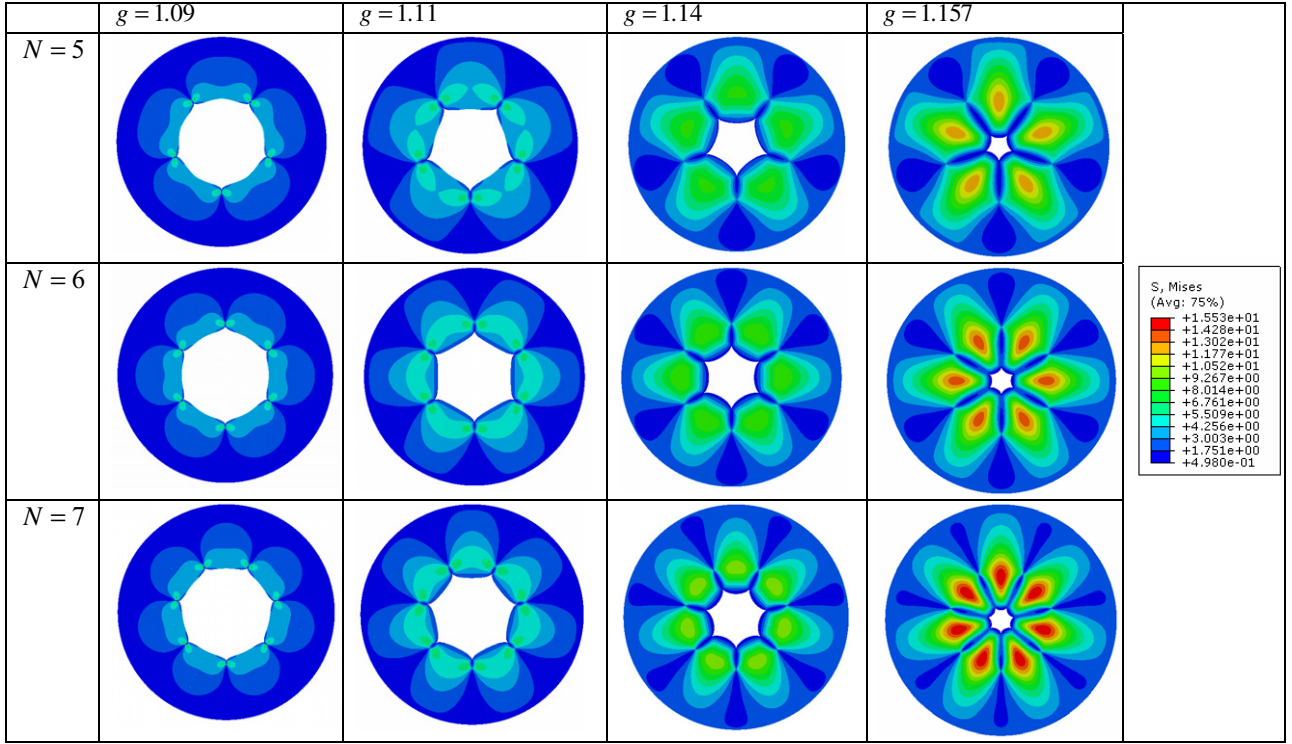 g = 1.09 g = 1.11 g = 1.14 g = 1.157
N = 5
N = 6
S, Mises
(Avg: 75%)
+1.553e+01
+1.428e+01
+1.302e+01
+1.177e+01
+1.052e+01
+9.267e+00
+8.014e+00
+6.761e+00
+5.509e+00
+4.256e+00
+3.003e+00
+1.751e+00
+4.980e-01
N = 7